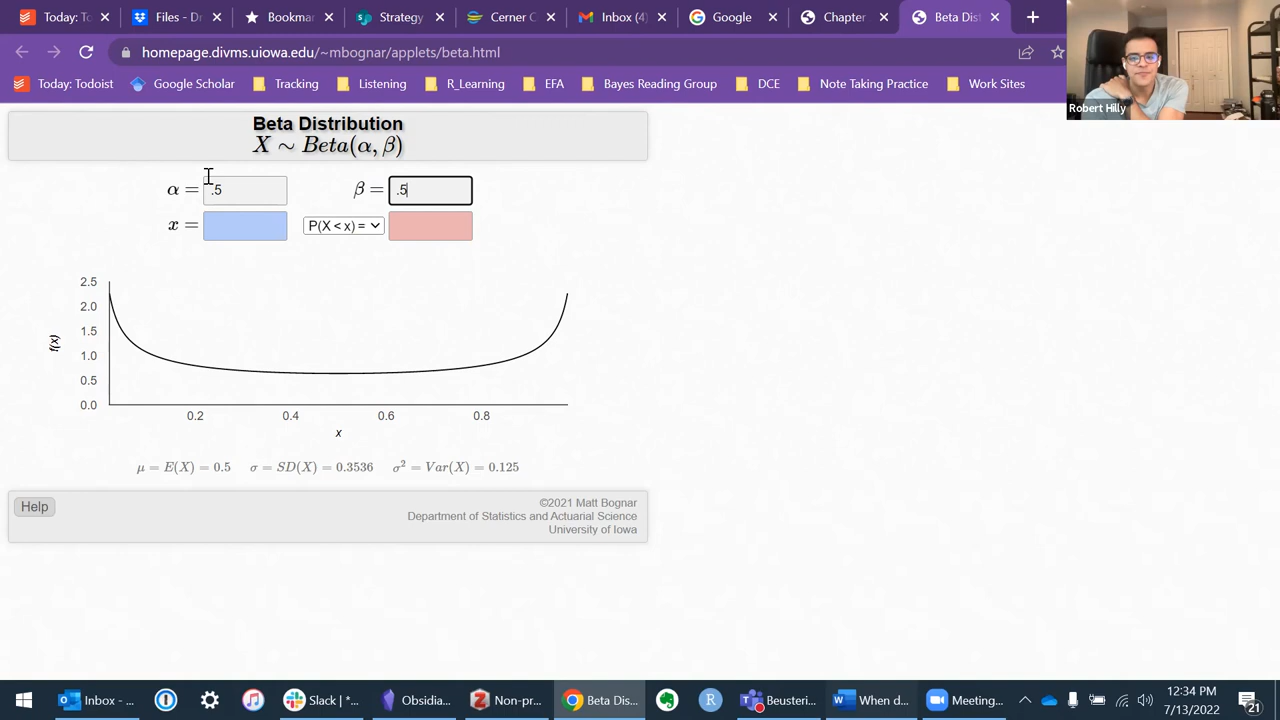 Today: Tod
Files - Dr
Bookmar
Strategy
Cerner C
Inbox (4)
Google
Chapter
Beta Dis
homepage.divms.uiowa.edu/~mbognar/applets/beta.html
Today: Todoist
Google Scholar
Tracking
Listening
R_Learning
EFA
Bayes Reading Group
DCE
Note Taking Practice
Work Sites
Robert Hilly
Beta Distribution
X ∼ Beta(α, β)
α = .5
β = .5
x =
P(X < x) =
2.5
2.0
1.5
1.0
0.5
0.0
f(x)
0.2 0.4 0.6 0.8
x
μ = E(X) = 0.5 σ = SD(X) = 0.3536 σ² = Var(X) = 0.125
Help
©2021 Matt Bognar
Department of Statistics and Actuarial Science
University of Iowa
Inbox - ...
Slack | *...
Obsidia...
Non-pr...
Beta Dis...
R
Beusteri...
When d...
Meeting...
12:34 PM
7/13/2022
21